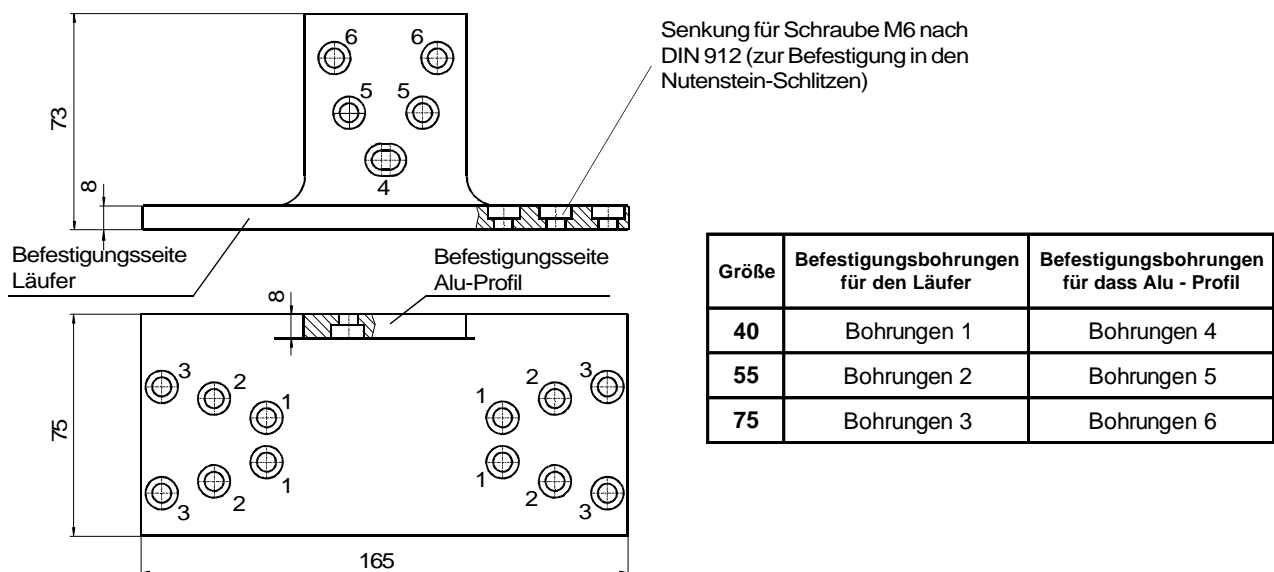 6 6
5 5
4
73
8
Senkung für Schraube M6 nach
DIN 912 (zur Befestigung in den
Nutenstein-Schlitzen)
Befestigungsseite
Läufer
Befestigungsseite
Alu-Profil
8
75
3 2 1 1 2 3
3 2 1 1 2 3
165
Größe Befestigungsbohrungen für den Läufer Befestigungsbohrungen für dass Alu - Profil
40 Bohrungen 1 Bohrungen 4
55 Bohrungen 2 Bohrungen 5
75 Bohrungen 3 Bohrungen 6